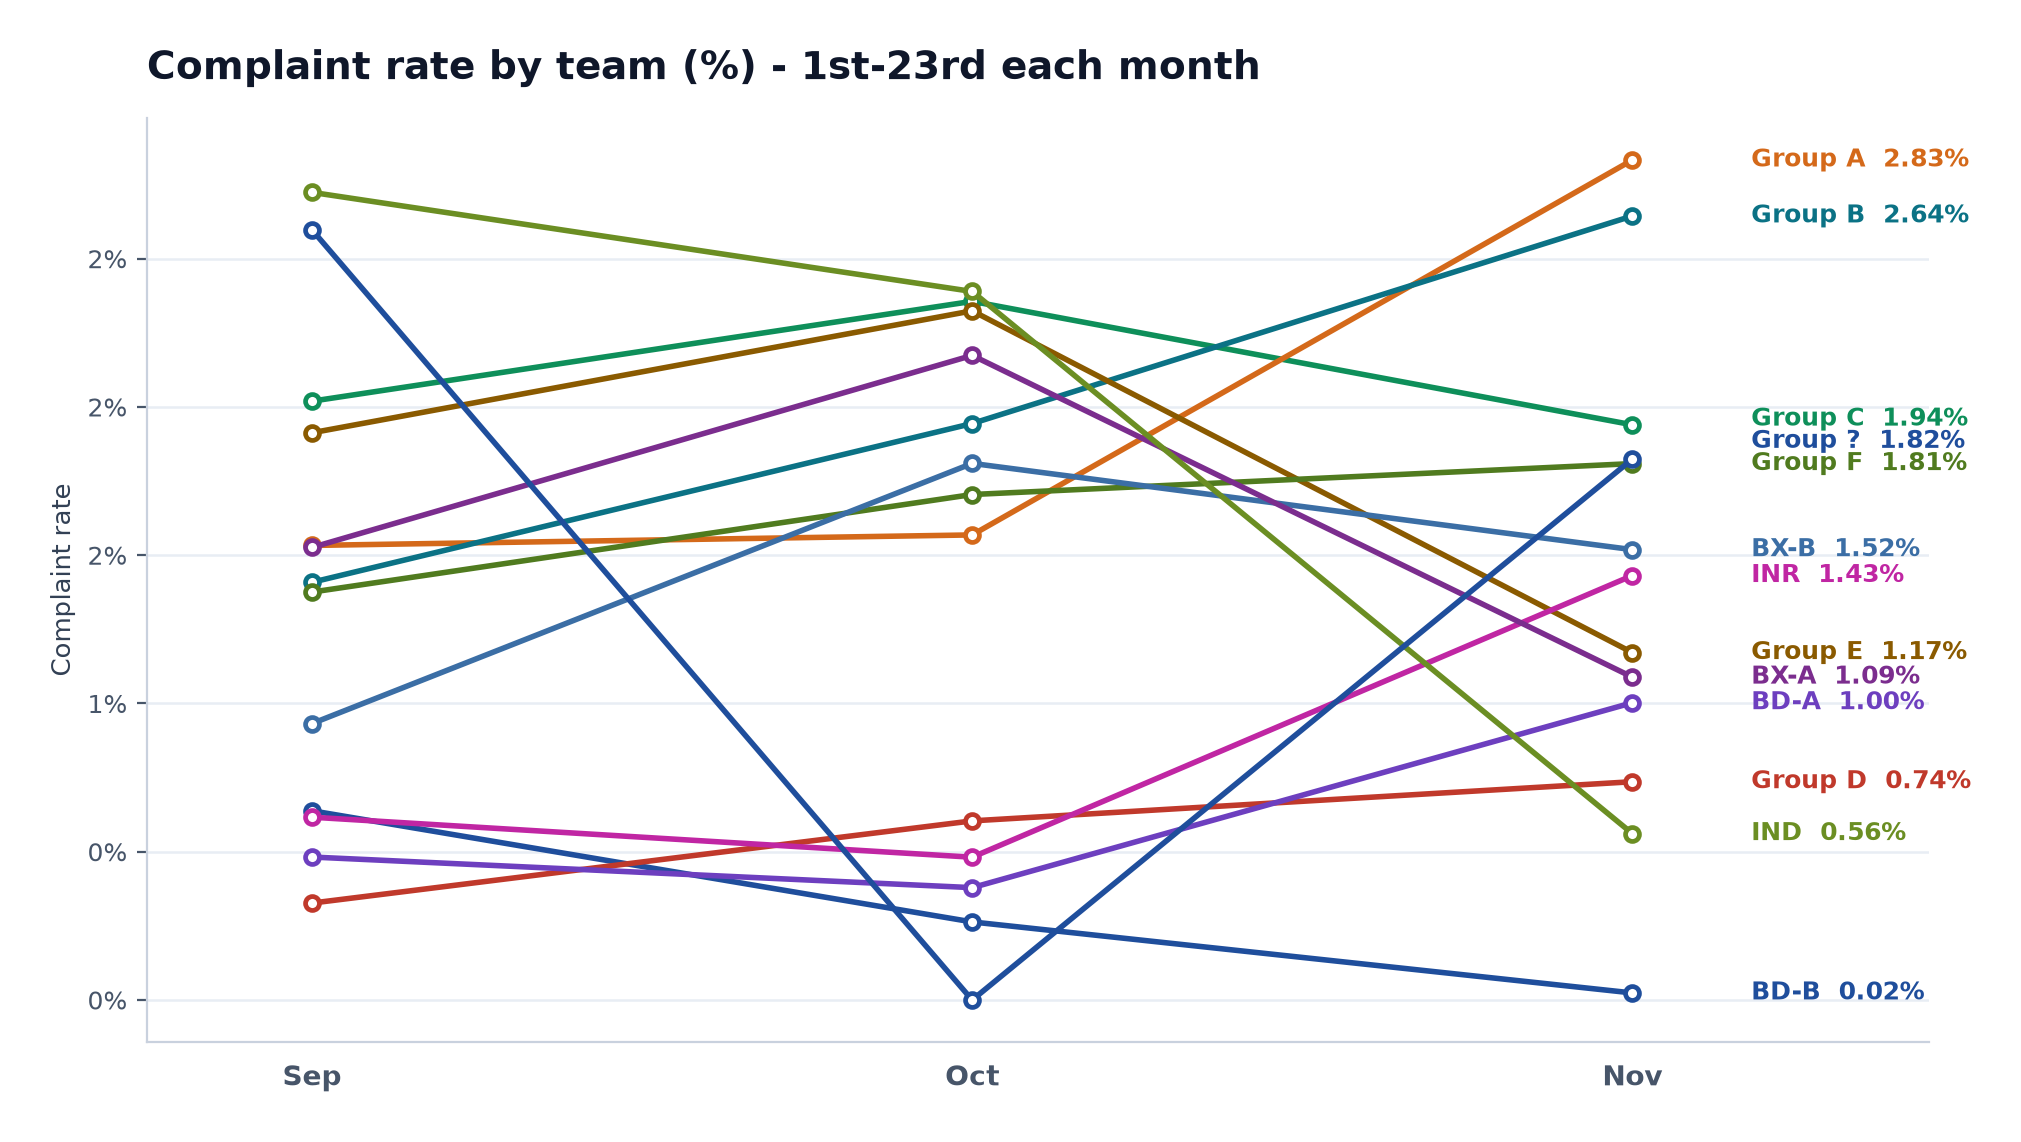 Complaint rate by team (%) - 1st-23rd each month
Complaint rate
2%
2%
2%
1%
0%
0%
Sep
Oct
Nov
Group A 2.83%
Group B 2.64%
Group C 1.94%
Group ? 1.82%
Group F 1.81%
BX-B 1.52%
INR 1.43%
Group E 1.17%
BX-A 1.09%
BD-A 1.00%
Group D 0.74%
IND 0.56%
BD-B 0.02%